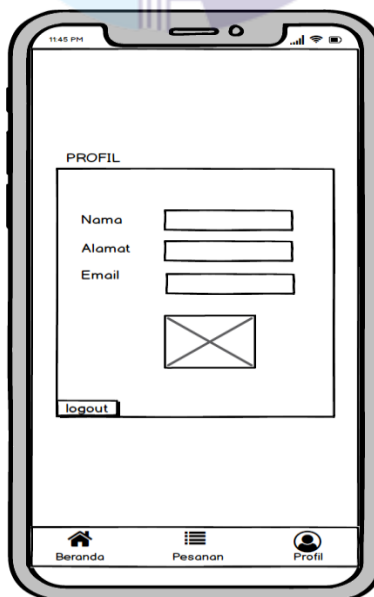 11:45 PM
PROFIL
Nama
Alamat
Email
logout
Beranda Pesanan Profil